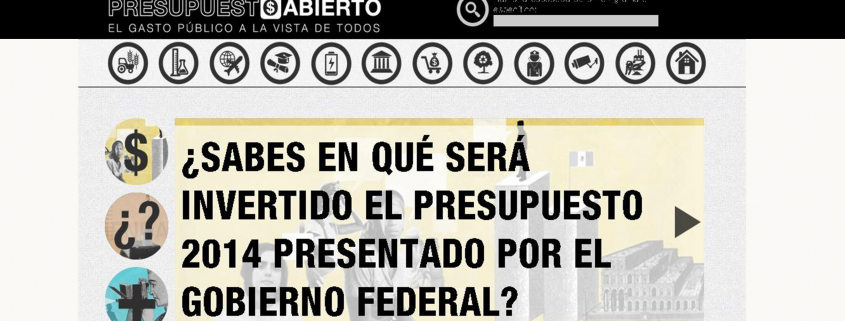 PRESUPUEST$ABIERTO
EL GASTO PÚBLICO A LA VISTA DE TODOS
¿SABES EN QUÉ SERÁ
INVERTIDO EL PRESUPUESTO
2014 PRESENTADO POR EL
GOBIERNO FEDERAL?
$
¿?
+